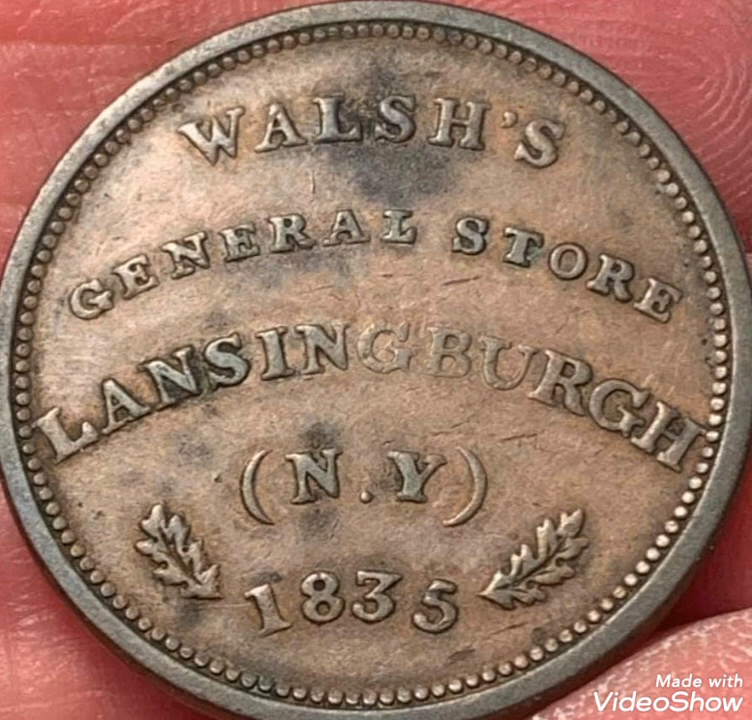 WALSH'S
GENERAL STORE
LANSINGBURGH
(N.Y)
1835
Made with
VideoShow